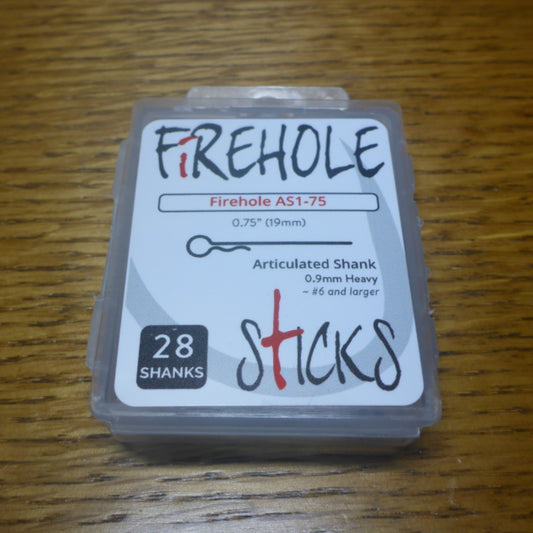 FiREHOLE
Firehole AS1-75
0.75" (19mm)
Articulated Shank
0.9mm Heavy
~ #6 and larger
28
SHANKS
StICKS